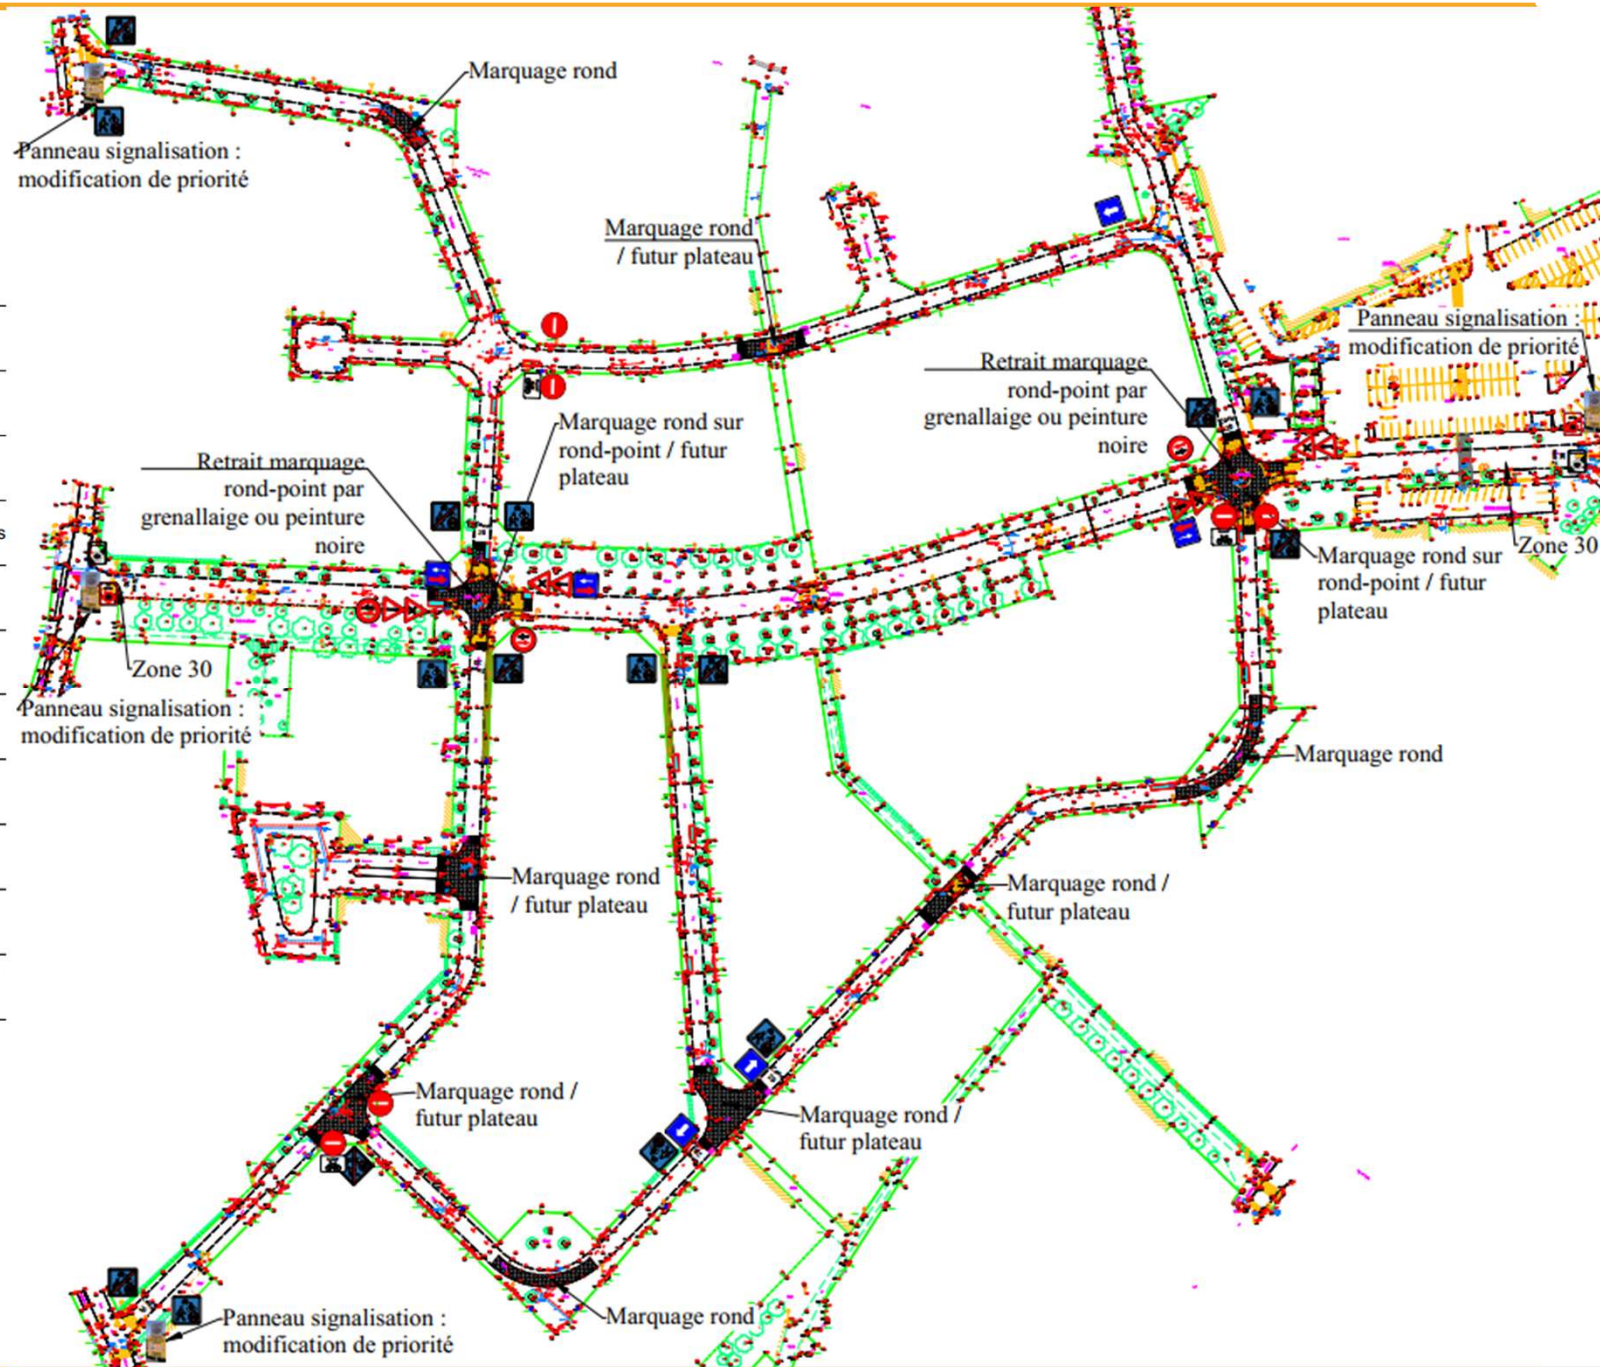 Marquage rond
Panneau signalisation :
modification de priorité
Marquage rond
/ futur plateau
Panneau signalisation :
modification de priorité
Retrait marquage
rond-point par
grenallaige ou peinture
noire
Marquage rond sur
rond-point / futur
plateau
Retrait marquage
rond-point par
grenallaige ou peinture
noire
s
Zone 30
Marquage rond sur
rond-point / futur
plateau
Zone 30
Panneau signalisation :
modification de priorité
Marquage rond
Marquage rond
/ futur plateau
Marquage rond /
futur plateau
Marquage rond /
futur plateau
Marquage rond /
futur plateau
Marquage rond
Panneau signalisation :
modification de priorité